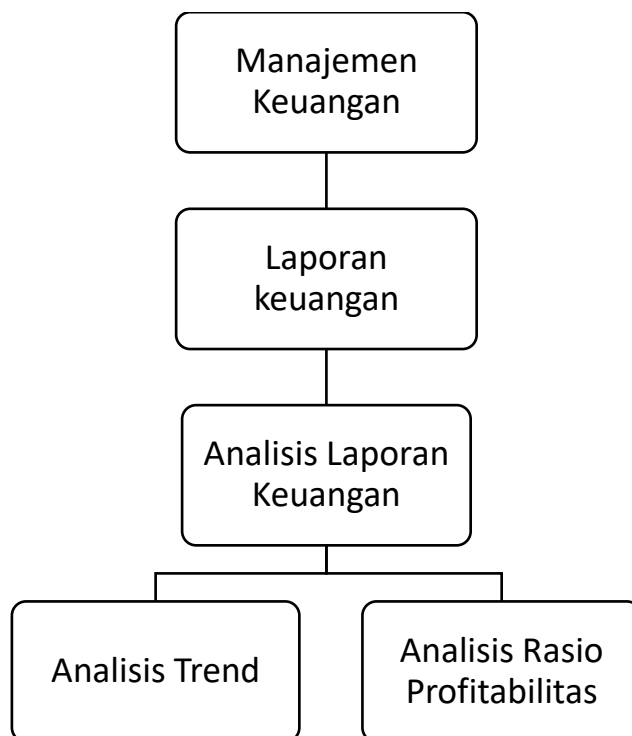 Manajemen
Keuangan
Laporan
keuangan
Analisis Laporan
Keuangan
Analisis Trend
Analisis Rasio
Profitabilitas